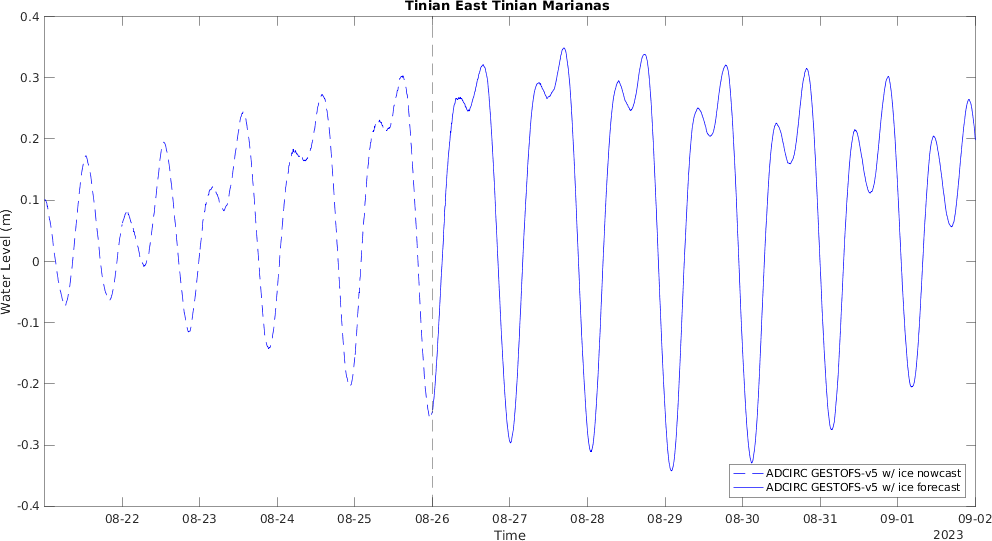 Tinian East Tinian Marianas
0.4
0.3
0.2
0.1
0
-0.1
-0.2
-0.3
-0.4
Water Level (m)
ADCIRC GESTOFS-v5 w/ ice nowcast
ADCIRC GESTOFS-v5 w/ ice forecast
08-22 08-23 08-24 08-25 08-26 08-27 08-28 08-29 08-30 08-31 09-01 09-02
Time
2023